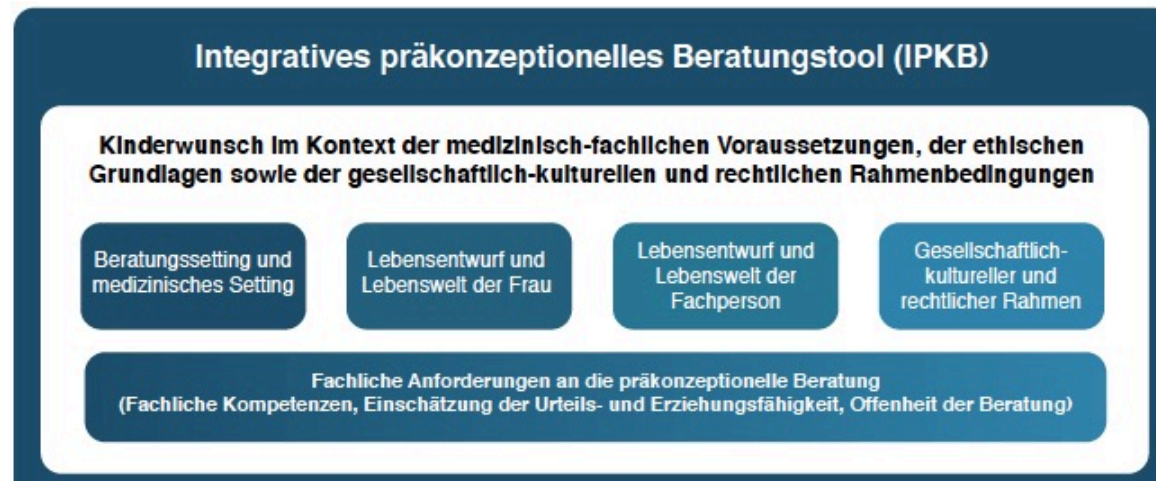 Integratives präkonzeptionelles Beratungstool (IPKB)
Kinderwunsch im Kontext der medizinisch-fachlichen Voraussetzungen, der ethischen
Grundlagen sowie der gesellschaftlich-kulturellen und rechtlichen Rahmenbedingungen
Beratungssetting und
medizinisches Setting
Lebensentwurf und
Lebenswelt der Frau
Lebensentwurf und
Lebenswelt der
Fachperson
Gesellschaftlich-
kultureller und
rechtlicher Rahmen
Fachliche Anforderungen an die präkonzeptionelle Beratung
(Fachliche Kompetenzen, Einschätzung der Urteils- und Erziehungsfähigkeit, Offenheit der Beratung)